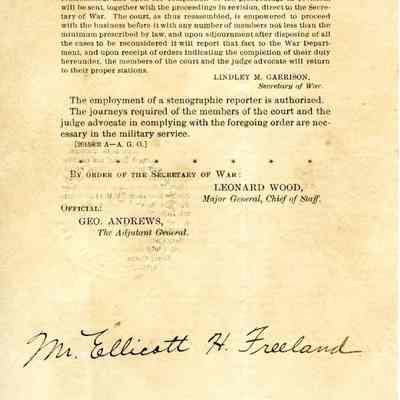 will be sent, together with the proceedings in revision, direct to the Secre-
tary of War. The court, as thus reassembled, is empowered to proceed
with the business before it with any number of members not less than the
minimum prescribed by law, and upon adjournment after disposing of all
the cases to be reconsidered it will report that fact to the War Depart-
ment, and upon receipt of orders indicating the completion of their duty
hereunder, the members of the court and the judge advocate will return
to their proper stations.
LINDLEY M. GARRISON,
Secretary of War.
The employment of a stenographic reporter is authorized.
The journeys required of the members of the court and the
judge advocate in complying with the foregoing order are nec-
essary in the military service.
A—A. G. O.]
* * * * * * *
BY ORDER OF THE SECRETARY OF WAR:
LEONARD WOOD,
Major General, Chief of Staff.
OFFICIAL:
GEO. ANDREWS,
The Adjutant General.
Mr. Ellicott H. Freeland